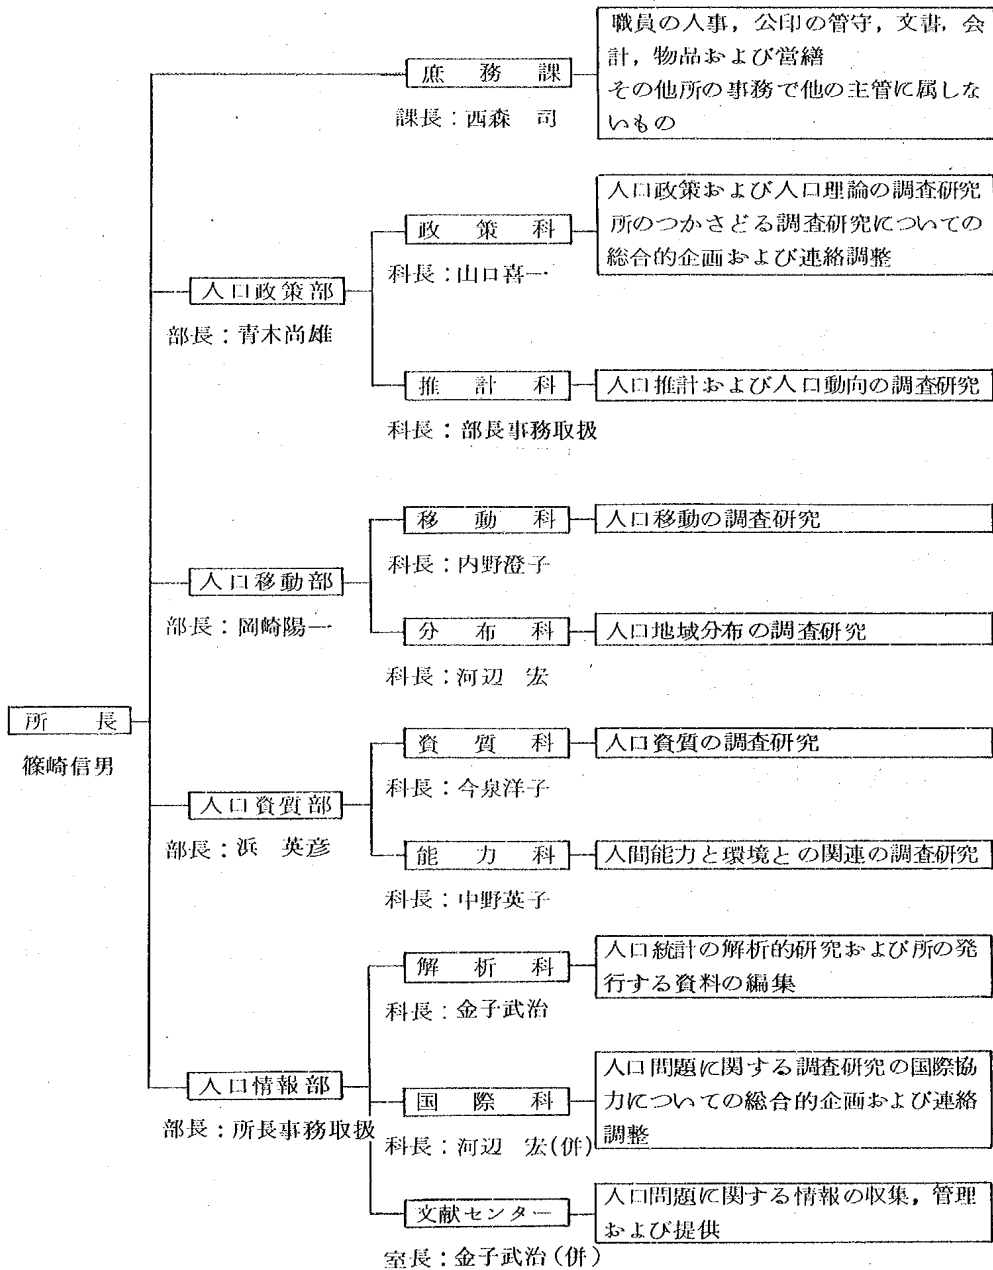 所長
篠崎信男
庶務課
課長：西森 司
職員の人事，公印の管守，文書，会
計，物品および営繕
その他所の事務で他の主管に属しな
いもの
人口政策部
部長：青木尚雄
政策科
科長：山口喜一
人口政策および人口理論の調査研究
所のつかさどる調査研究についての
総合的企画および連絡調整
推計科
科長：部長事務取扱
人口推計および人口動向の調査研究
人口移動部
部長：岡崎陽一
移動科
科長：内野澄子
人口移動の調査研究
分布科
科長：河辺 宏
人口地域分布の調査研究
人口資質部
部長：浜 英彦
資質科
科長：今泉洋子
人口資質の調査研究
能力科
科長：中野英子
人間能力と環境との関連の調査研究
人口情報部
部長：所長事務取扱
解析科
科長：金子武治
人口統計の解析的研究および所の発
行する資料の編集
国際科
科長：河辺 宏(併)
人口問題に関する調査研究の国際協
力についての総合的企画および連絡
調整
文献センター
室長：金子武治(併)
人口問題に関する情報の収集，管理
および提供